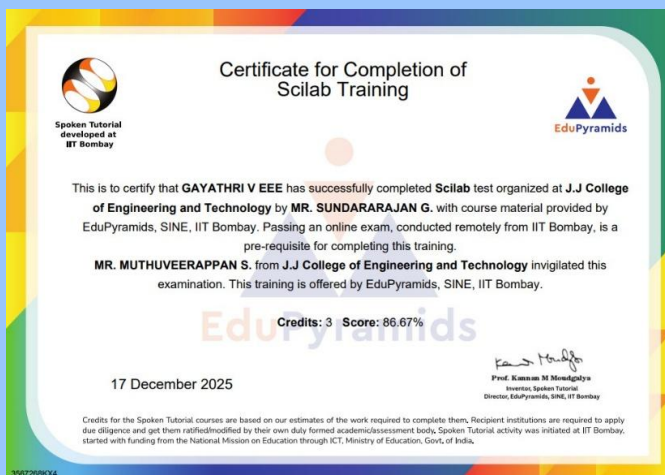 Certificate for Completion of
Scilab Training
Spoken Tutorial
developed at
IIT Bombay
EduPyramids
This is to certify that GAYATHRI V EEE has successfully completed Scilab test organized at J.J College
of Engineering and Technology by MR. SUNDARARAJAN G. with course material provided by
EduPyramids, SINE, IIT Bombay. Passing an online exam, conducted remotely from IIT Bombay, is a
pre-requisite for completing this training.
MR. MUTHUVEERAPPAN S. from J.J College of Engineering and Technology invigilated this
examination. This training is offered by EduPyramids, SINE, IIT Bombay.
EduPyramids
Credits: 3 Score: 86.67%
17 December 2025
Prof. Kannan M Moudgalya
Inventor, Spoken Tutorial
Director, EduPyramids, SINE, IIT Bombay
Credits for the Spoken Tutorial courses are based on our estimates of the work required to complete them. Recipient institutions are required to apply
due diligence and get them ratified/modified by their own duly formed academic/assessment body. Spoken Tutorial activity was initiated at IIT Bombay,
started with funding from the National Mission on Education through ICT, Ministry of Education, Govt. of India.
3567268KX4